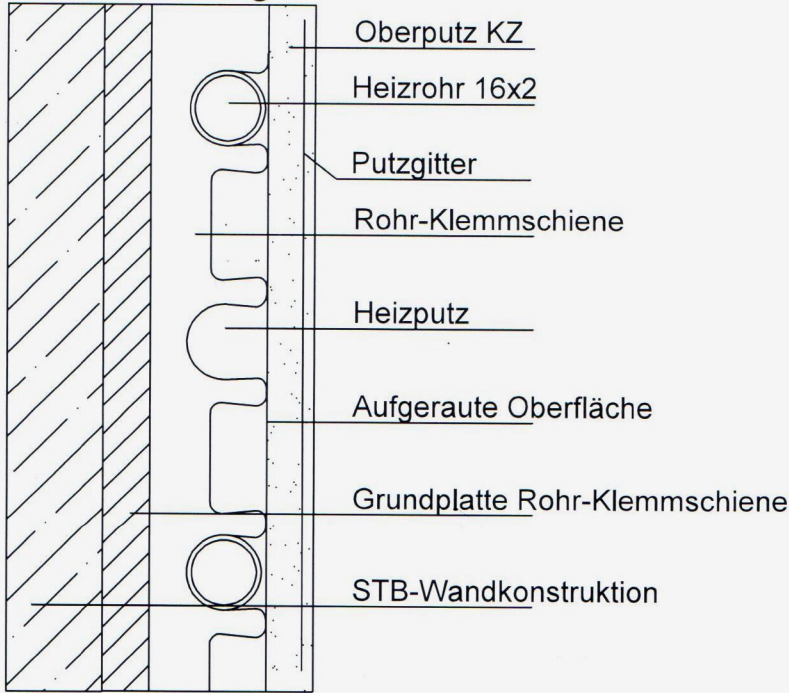 Oberputz KZ
Heizrohr 16x2
Putzgitter
Rohr-Klemmschiene
Heizputz
Aufgeraute Oberfläche
Grundplatte Rohr-Klemmschiene
STB-Wandkonstruktion